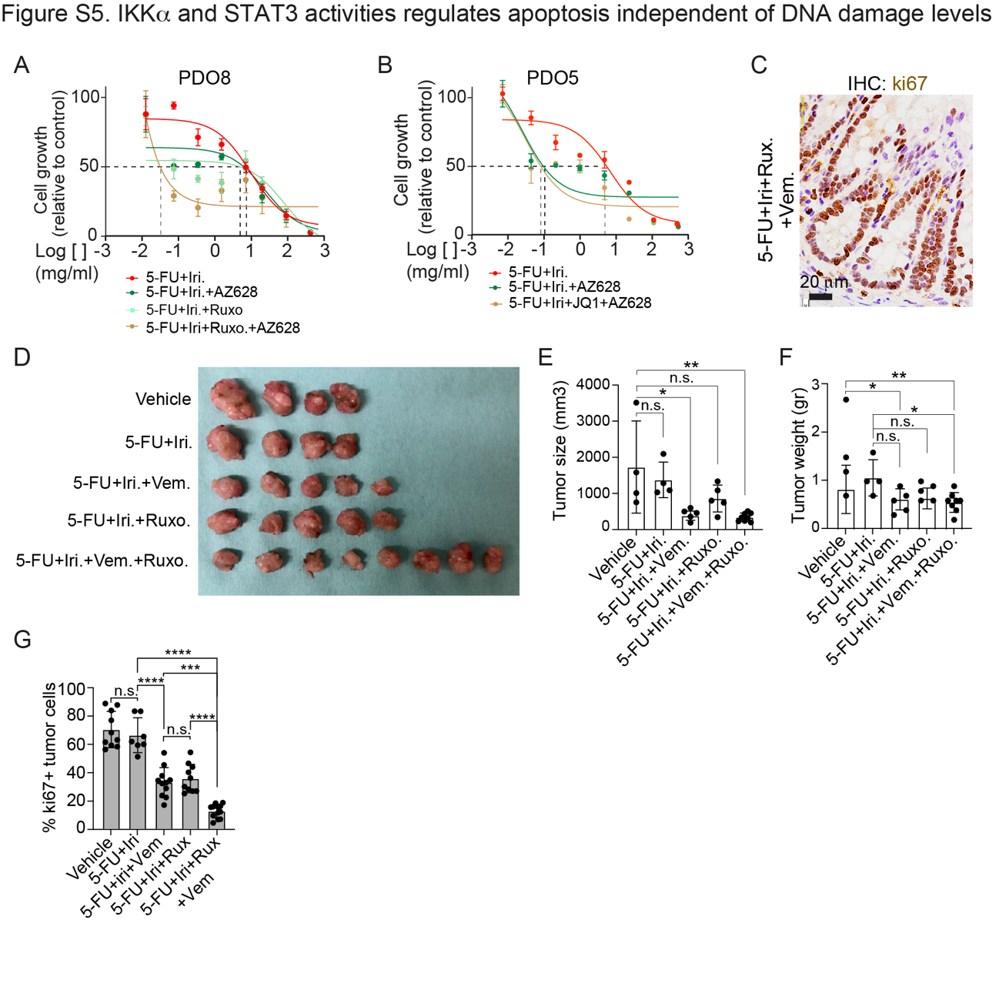 Figure S5. IKKα and STAT3 activities regulates apoptosis independent of DNA damage levels
A
PDO8
Cell growth
(relative to control)
100
50
0
Log [ ] -3 -2 -1 0 1 2 3
(mg/ml)
5-FU+Iri.
5-FU+Iri.+AZ628
5-FU+Iri.+Ruxo
5-FU+Iri+Ruxo.+AZ628
B
PDO5
Cell growth
(relative to control)
100
50
0
Log [ ] -3 -2 -1 0 1 2 3
(mg/ml)
5-FU+Iri.
5-FU+Iri.+AZ628
5-FU+Iri+JQ1+AZ628
C
IHC: ki67
5-FU+Iri+Rux.
+Vem.
20 µm
D
Vehicle
5-FU+Iri.
5-FU+Iri.+Vem.
5-FU+Iri.+Ruxo.
5-FU+Iri.+Vem.+Ruxo.
E
Tumor size (mm3)
4000
3000
2000
1000
0
**
n.s.
*
n.s.
Vehicle
5-FU+Iri.
5-FU+Iri.+Vem.
5-FU+Iri.+Ruxo.
5-FU+Iri.+Vem.+Ruxo.
F
Tumor weight (gr)
3
2
1
0
**
*
*
n.s.
n.s.
Vehicle
5-FU+Iri.
5-FU+Iri.+Vem.
5-FU+Iri.+Ruxo.
5-FU+Iri.+Vem.+Ruxo.
G
% ki67+ tumor cells
100
80
60
40
20
0
****
***
****
n.s.
****
n.s.
Vehicle
5-FU+Iri
5-FU+Iri+Vem
5-FU+Iri+Rux
5-FU+Iri+Rux
+Vem